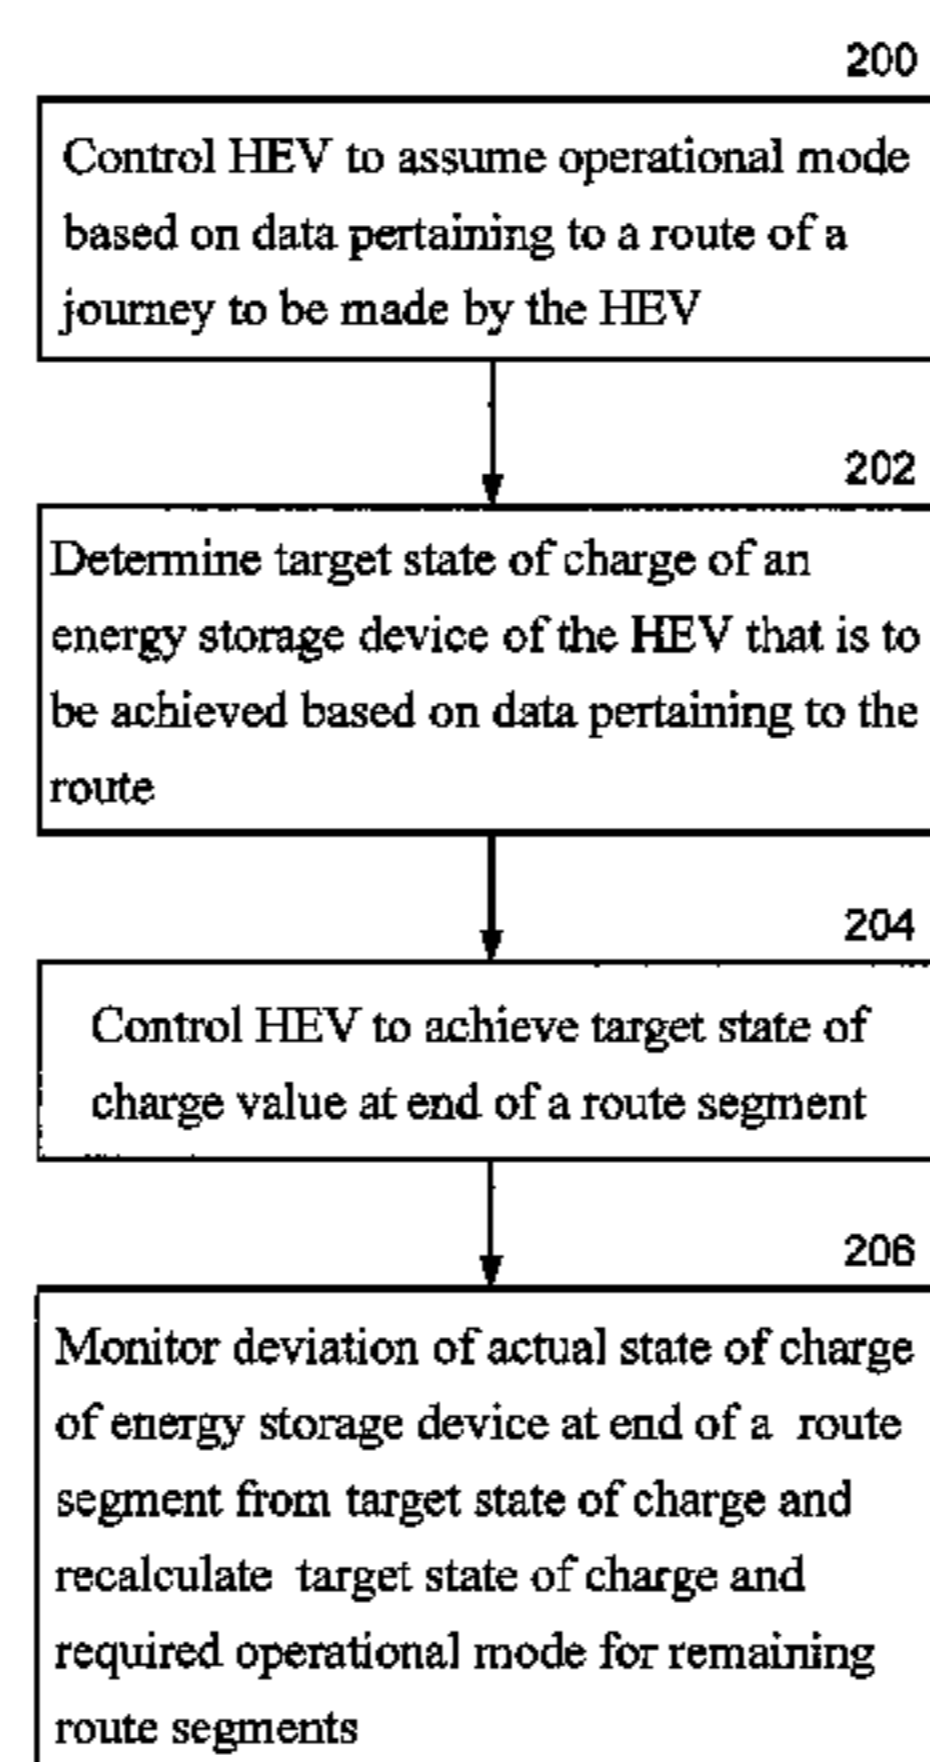 200
Control HEV to assume operational mode
based on data pertaining to a route of a
journey to be made by the HEV
202
Determine target state of charge of an
energy storage device of the HEV that is to
be achieved based on data pertaining to the
route
204
Control HEV to achieve target state of
charge value at end of a route segment
206
Monitor deviation of actual state of charge
of energy storage device at end of a route
segment from target state of charge and
recalculate target state of charge and
required operational mode for remaining
route segments